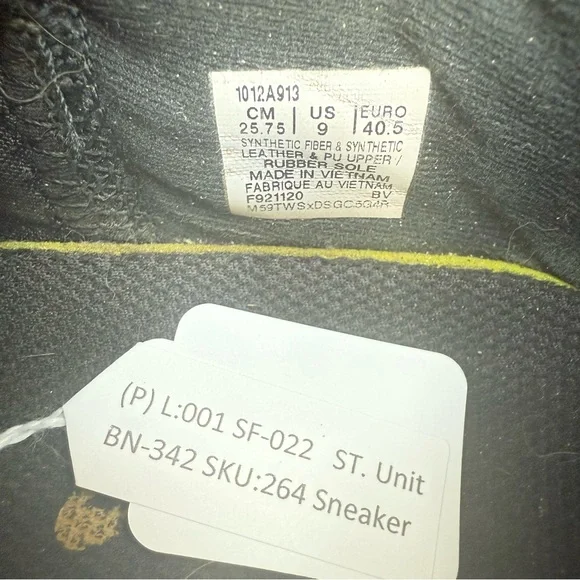 1012A913
CM US EURO
25.75 9 40.5
SYNTHETIC FIBER & SYNTHETIC
LEATHER & PU UPPER /
RUBBER SOLE
MADE IN VIETNAM
FABRIQUE AU VIETNAM
F921120 BV
(P) L:001 SF-022 ST. Unit
BN-342 SKU:264 Sneaker